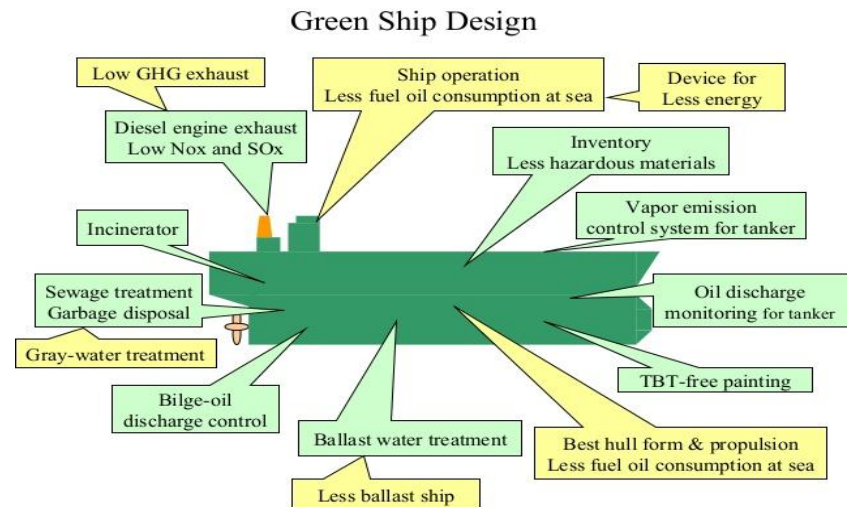 Green Ship Design
Low GHG exhaust
Ship operation
Less fuel oil consumption at sea
Device for
Less energy
Diesel engine exhaust
Low Nox and SOx
Inventory
Less hazardous materials
Incinerator
Vapor emission
control system for tanker
Sewage treatment
Garbage disposal
Oil discharge
monitoring for tanker
Gray-water treatment
TBT-free painting
Bilge-oil
discharge control
Ballast water treatment
Best hull form & propulsion
Less fuel oil consumption at sea
Less ballast ship